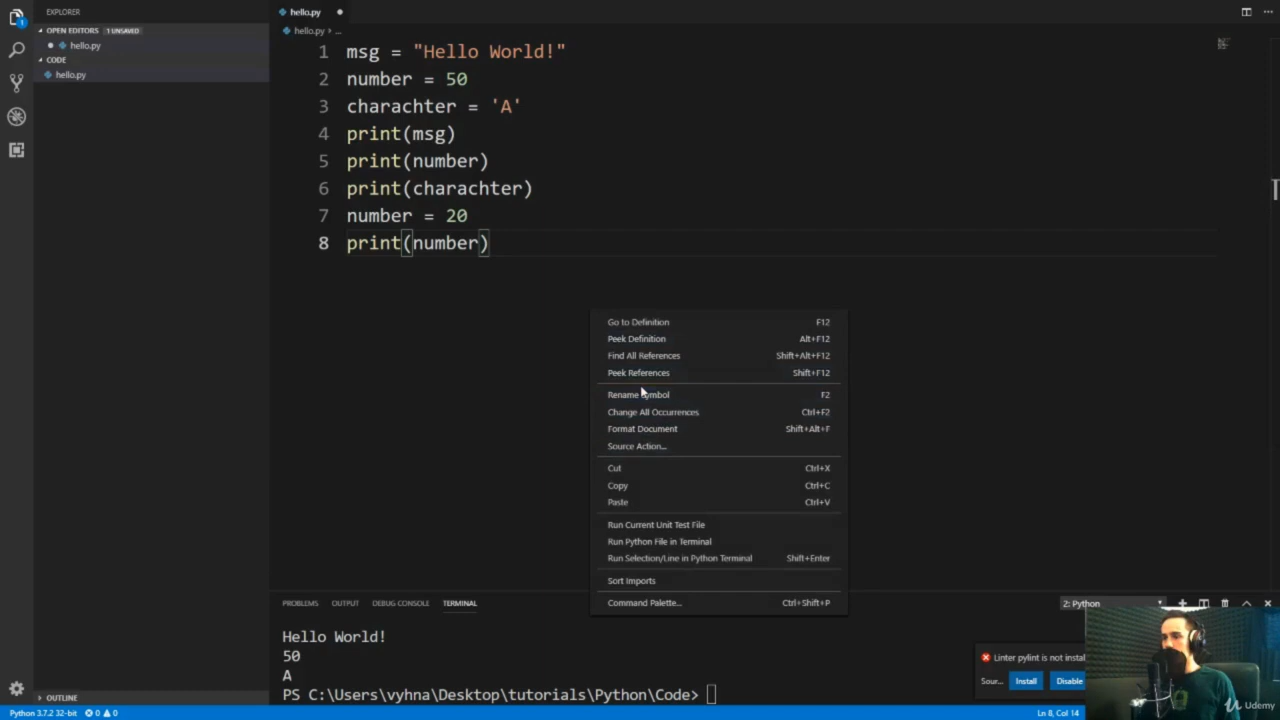 EXPLORER
OPEN EDITORS 1 UNSAVED
hello.py
CODE
hello.py
OUTLINE
hello.py
hello.py > ...
1 msg = "Hello World!"
2 number = 50
3 charachter = 'A'
4 print(msg)
5 print(number)
6 print(charachter)
7 number = 20
8 print(number)
Go to Definition F12
Peek Definition Alt+F12
Find All References Shift+Alt+F12
Peek References Shift+F12
Rename Symbol F2
Change All Occurrences Ctrl+F2
Format Document Shift+Alt+F
Source Action...
Cut Ctrl+X
Copy Ctrl+C
Paste Ctrl+V
Run Current Unit Test File
Run Python File in Terminal
Run Selection/Line in Python Terminal Shift+Enter
Sort Imports
Command Palette... Ctrl+Shift+P
PROBLEMS OUTPUT DEBUG CONSOLE TERMINAL 2: Python
Hello World!
50
A
PS C:\Users\vyhna\Desktop\tutorials\Python\Code>
Linter pylint is not instal
Sour... Install Disable
Python 3.7.2 32-bit 0 0 Ln 8, Col 14
Udemy
1